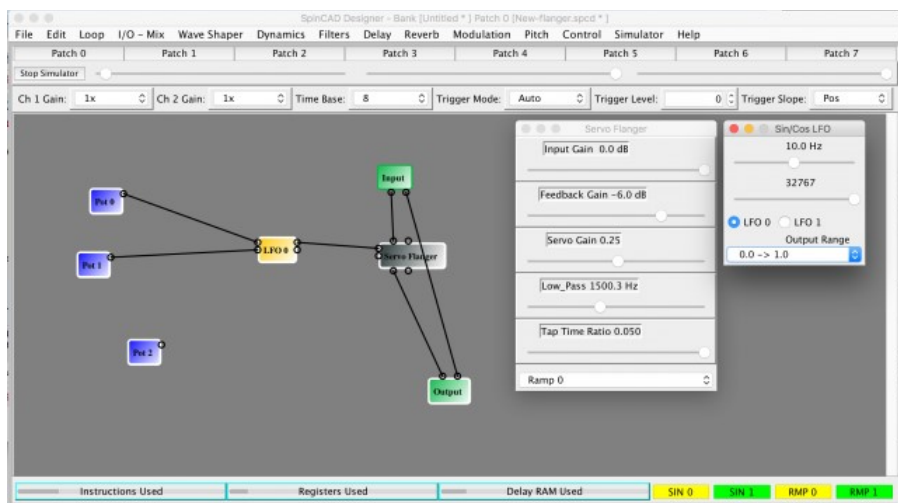 SpinCAD Designer - Bank [Untitled * ] Patch 0 [New-flanger.spcd * ]
File Edit Loop I/O - Mix Wave Shaper Dynamics Filters Delay Reverb Modulation Pitch Control Simulator Help
Patch 0 Patch 1 Patch 2 Patch 3 Patch 4 Patch 5 Patch 6 Patch 7
Stop Simulator
Ch 1 Gain: 1x Ch 2 Gain: 1x Time Base: 8 Trigger Mode: Auto Trigger Level: 0 Trigger Slope: Pos
Servo Flanger
Input Gain 0.0 dB
Feedback Gain -6.0 dB
Servo Gain 0.25
Low_Pass 1500.3 Hz
Tap Time Ratio 0.050
Ramp 0
Sin/Cos LFO
10.0 Hz
32767
LFO 0 LFO 1
Output Range
0.0 -> 1.0
Input
Pot 0
LFO 0
Servo Flanger
Pot 1
Pot 2
Output
Instructions Used Registers Used Delay RAM Used SIN 0 SIN 1 RMP 0 RMP 1